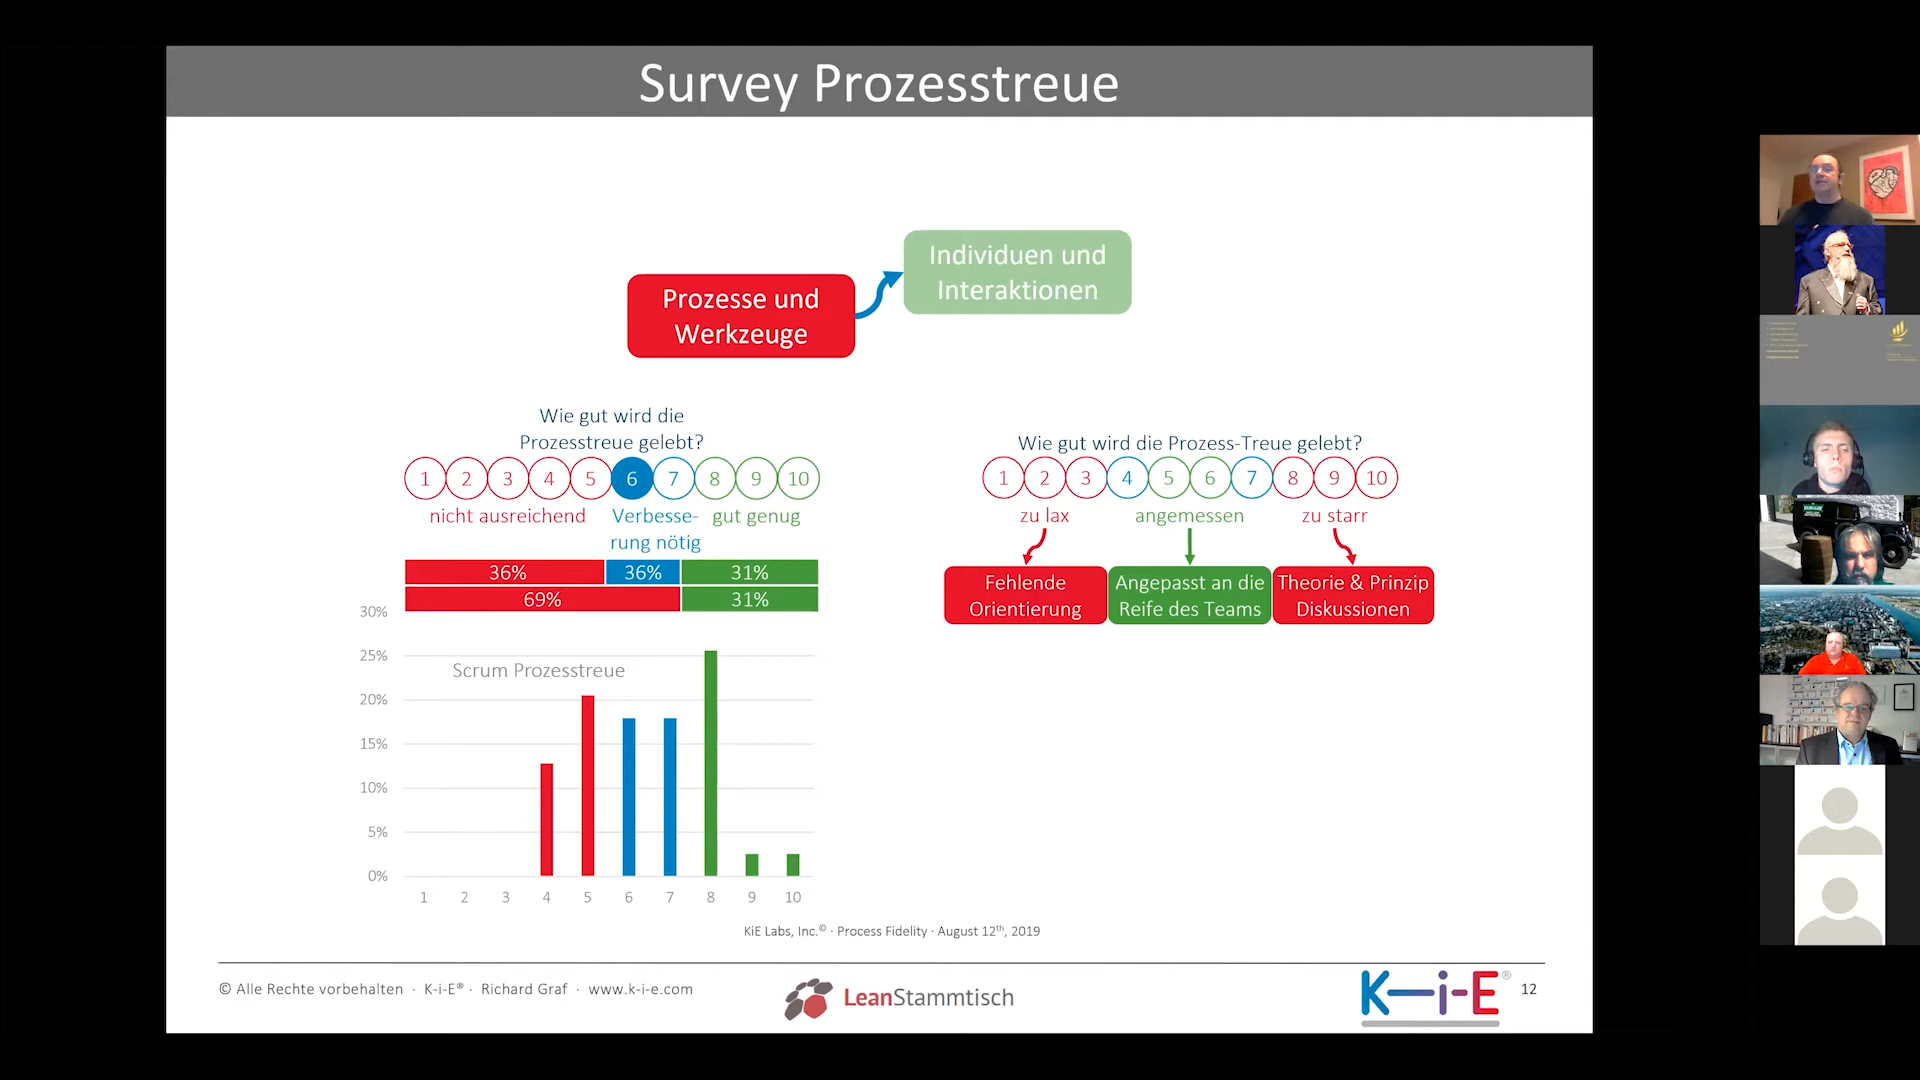 Survey Prozesstreue
Individuen und
Interaktionen
Prozesse und
Werkzeuge
Wie gut wird die
Prozesstreue gelebt?
1 2 3 4 5 6 7 8 9 10
nicht ausreichend
Verbesse-
rung nötig
gut genug
36% 36% 31%
69% 31%
30%
25%
20%
15%
10%
5%
0%
Scrum Prozesstreue
1 2 3 4 5 6 7 8 9 10
Wie gut wird die Prozess-Treue gelebt?
1 2 3 4 5 6 7 8 9 10
zu lax
angemessen
zu starr
Fehlende
Orientierung
Angepasst an die
Reife des Teams
Theorie & Prinzip
Diskussionen
KiE Labs, Inc.© · Process Fidelity · August 12th, 2019
© Alle Rechte vorbehalten · K-i-E® · Richard Graf · www.k-i-e.com
LeanStammtisch
K-i-E®
12